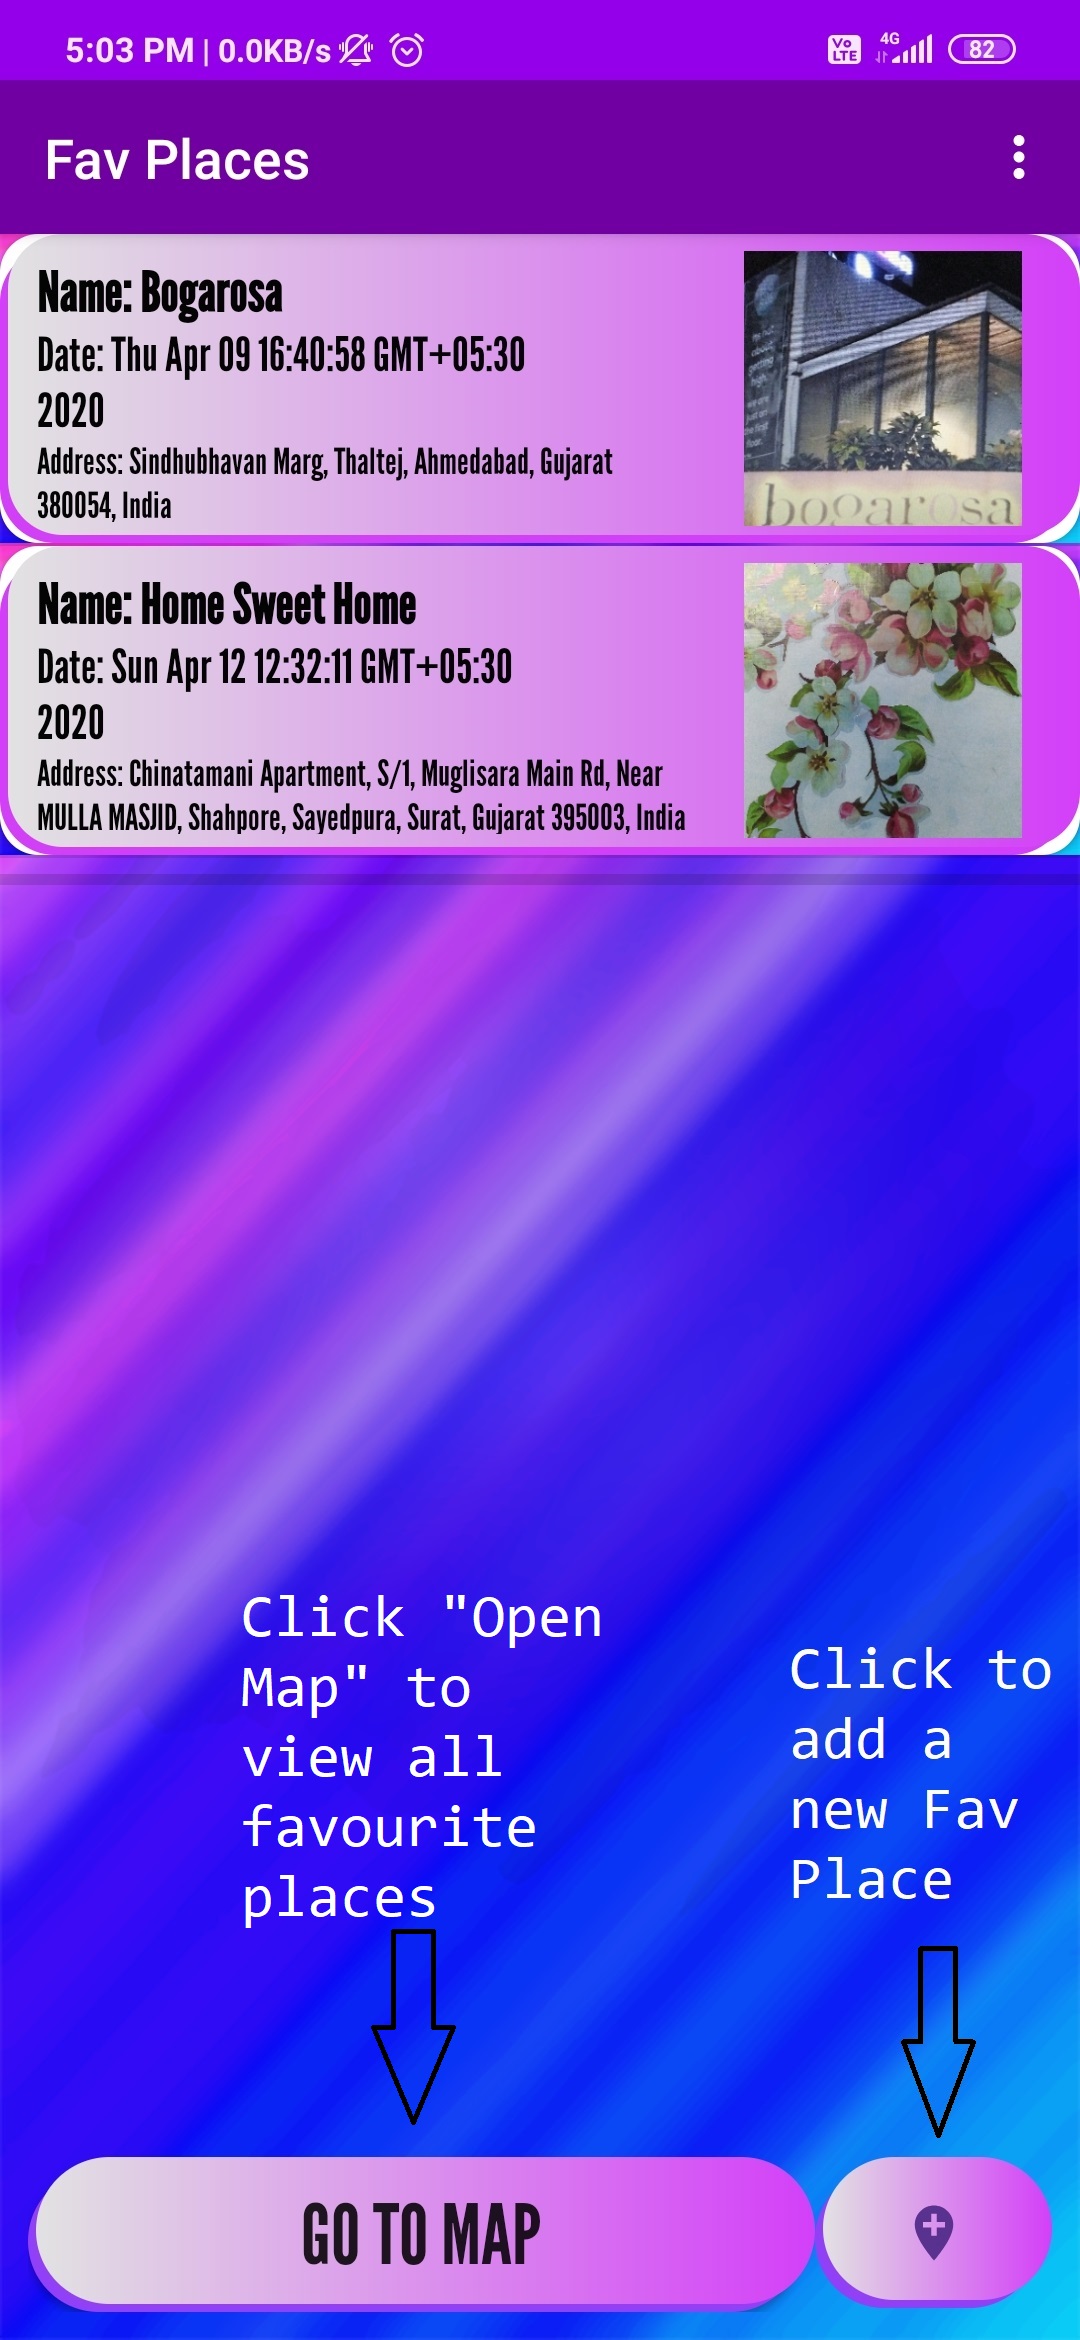 5:03 PM | 0.0KB/s
Vo LTE 4G 82
Fav Places
Name: Bogarosa
Date: Thu Apr 09 16:40:58 GMT+05:30
2020
Address: Sindhubhavan Marg, Thaltej, Ahmedabad, Gujarat
380054, India
bogarosa
Name: Home Sweet Home
Date: Sun Apr 12 12:32:11 GMT+05:30
2020
Address: Chinatamani Apartment, S/1, Muglisara Main Rd, Near
MULLA MASJID, Shahpore, Sayedpura, Surat, Gujarat 395003, India
Click "Open
Map" to
view all
favourite
places
Click to
add a
new Fav
Place
GO TO MAP